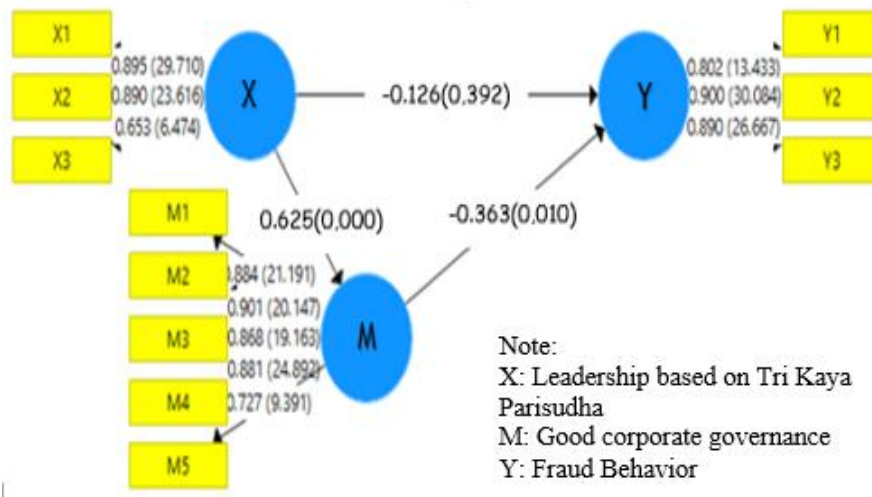 X1
X2
X3
0.895 (29.710)
0.890 (23.616)
0.653 (6.474)
X
-0.126(0,392)
Y
0.802 (13.433)
0.900 (30.084)
0.890 (26.667)
Y1
Y2
Y3
0.625(0,000)
-0.363(0,010)
M1
M2
M3
M4
M5
.884 (21.191)
0.901 (20.147)
0.868 (19.163)
0.881 (24.892)
0.727 (9.391)
M
Note:
X: Leadership based on Tri Kaya
Parisudha
M: Good corporate governance
Y: Fraud Behavior